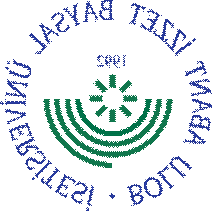 ABANT İZZET BAYSAL ÜNİVERSİTESİ • BOLU
1992